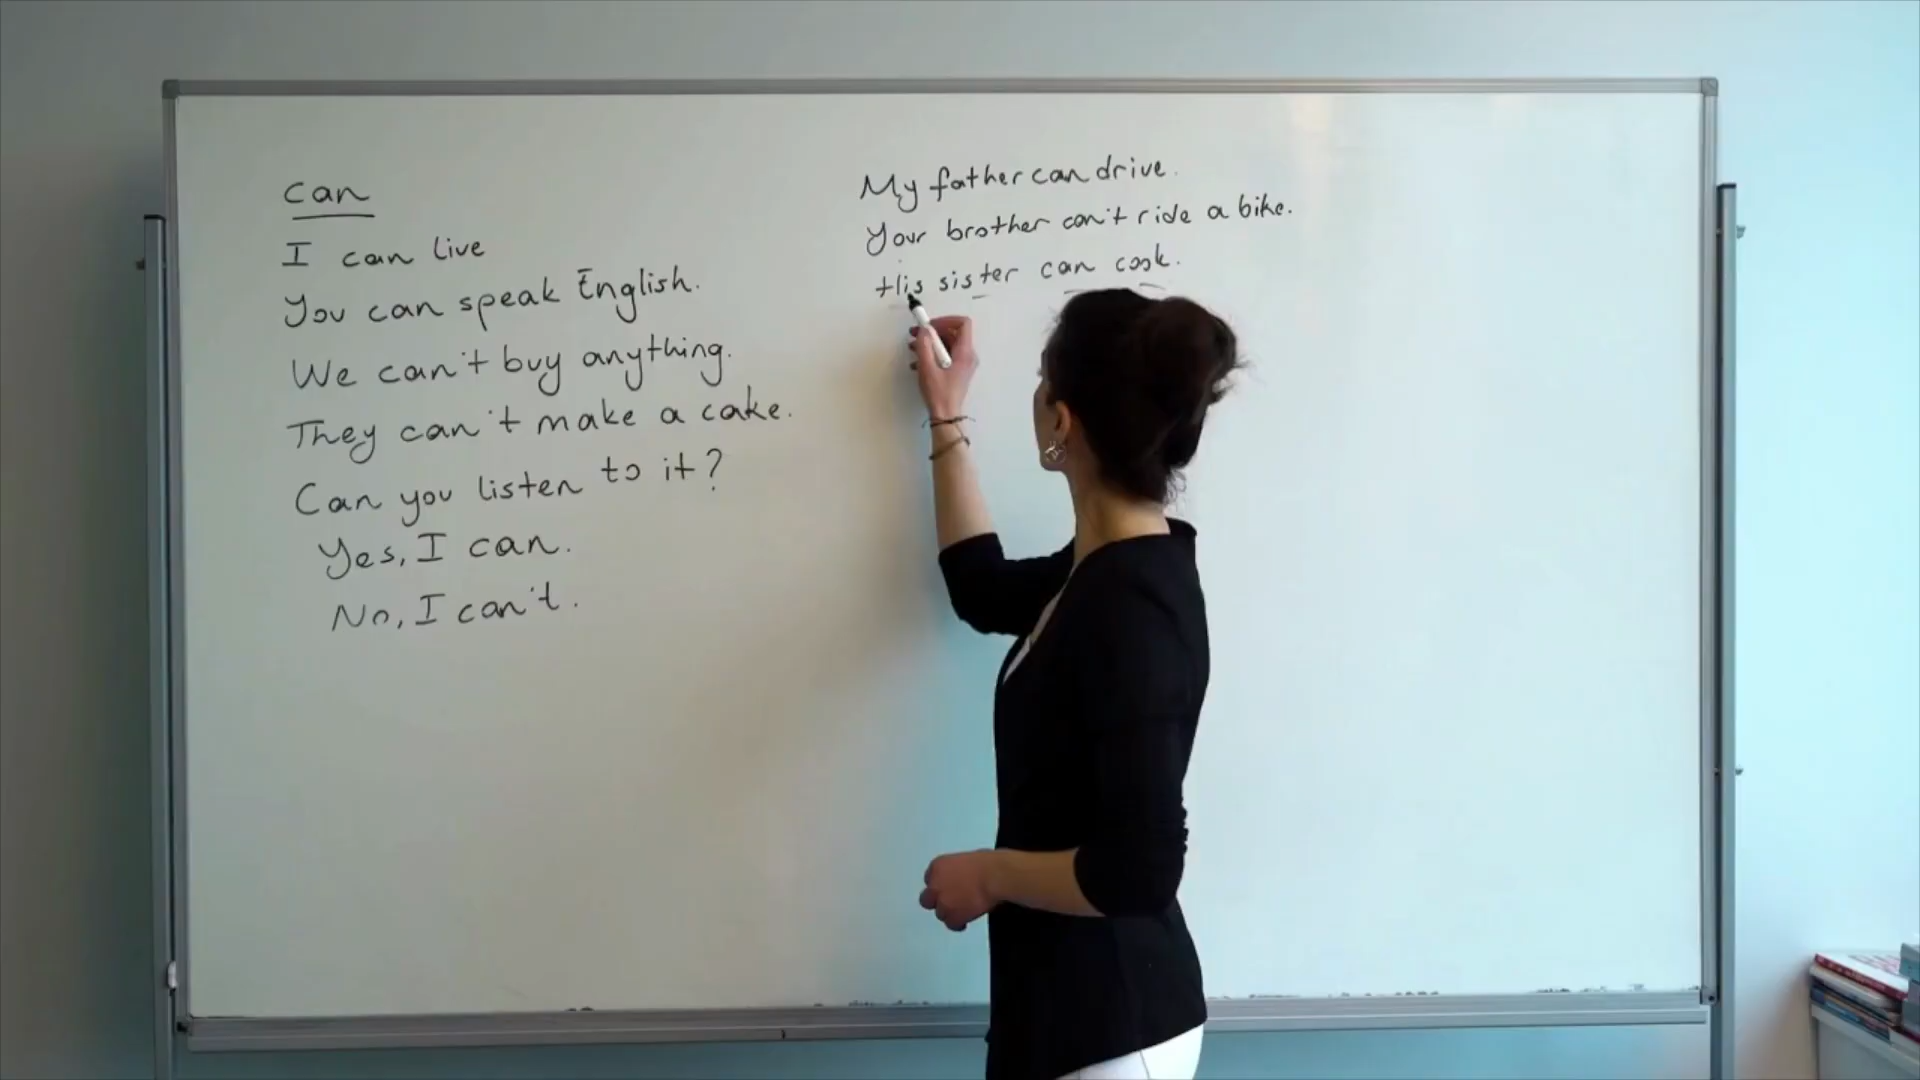 can
I can live
You can speak English.
We can't buy anything.
They can't make a cake.
Can you listen to it?
Yes, I can.
No, I can't.
My father can drive.
Your brother can't ride a bike.
His sister can cook.